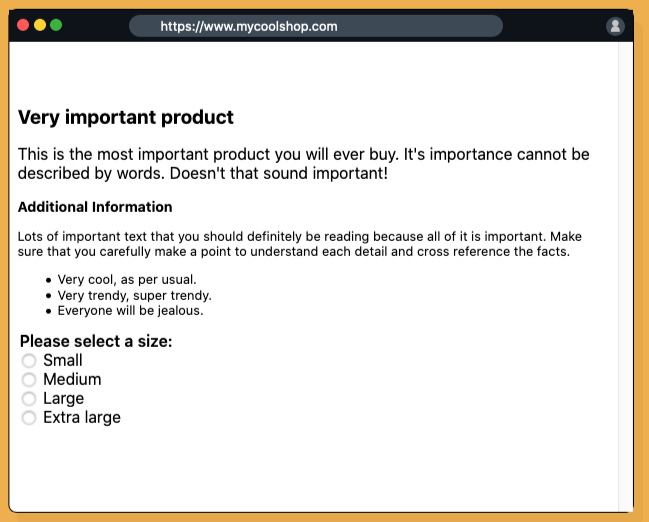 https://www.mycoolshop.com
Very important product
This is the most important product you will ever buy. It's importance cannot be
described by words. Doesn't that sound important!
Additional Information
Lots of important text that you should definitely be reading because all of it is important. Make
sure that you carefully make a point to understand each detail and cross reference the facts.
• Very cool, as per usual.
• Very trendy, super trendy.
• Everyone will be jealous.
Please select a size:
Small
Medium
Large
Extra large